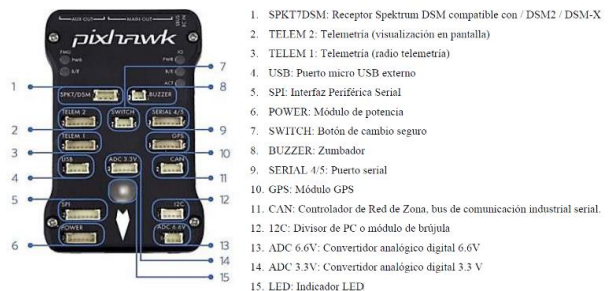 AUX OUT
MAIN OUT
SBUS
pixhawk
FMU
IO
PWR
PWR
B/E
B/E
ACT
1
7
8
SPKT/DSM
BUZZER
TELEM 2
SWITCH
SERIAL 4/5
2
9
TELEM 1
GPS
3
10
USB
ADC 3.3V
CAN
4
11
5
12
SPI
I2C
POWER
ADC 6.6V
6
13
14
15
1. SPKT7DSM: Receptor Spektrum DSM compatible con / DSM2 / DSM-X
2. TELEM 2: Telemetría (visualización en pantalla)
3. TELEM 1: Telemetría (radio telemetría)
4. USB: Puerto micro USB externo
5. SPI: Interfaz Periférica Serial
6. POWER: Módulo de potencia
7. SWITCH: Botón de cambio seguro
8. BUZZER: Zumbador
9. SERIAL 4/5: Puerto serial
10. GPS: Módulo GPS
11. CAN: Controlador de Red de Zona, bus de comunicación industrial serial.
12. 12C: Divisor de PC o módulo de brújula
13. ADC 6.6V: Convertidor analógico digital 6.6V
14. ADC 3.3V: Convertidor analógico digital 3.3 V
15. LED: Indicador LED